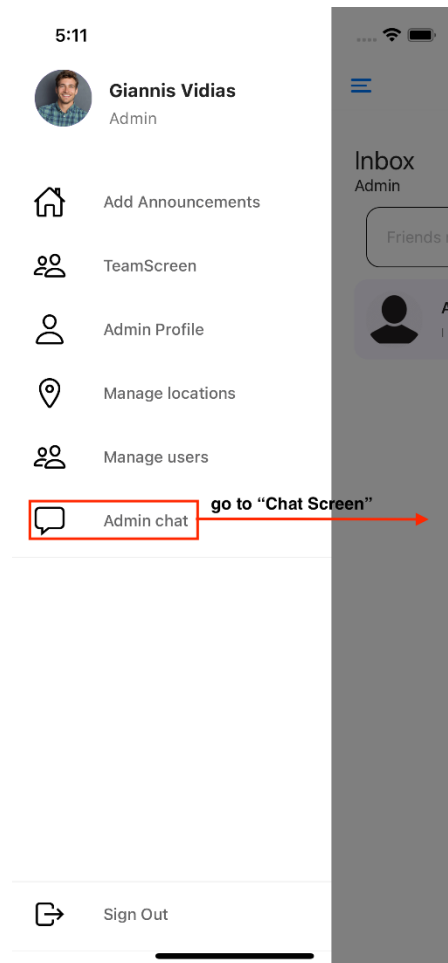 5:11
Giannis Vidias
Admin
Add Announcements
TeamScreen
Admin Profile
Manage locations
Manage users
Admin chat
go to “Chat Screen”
Sign Out
Inbox
Admin
Friends